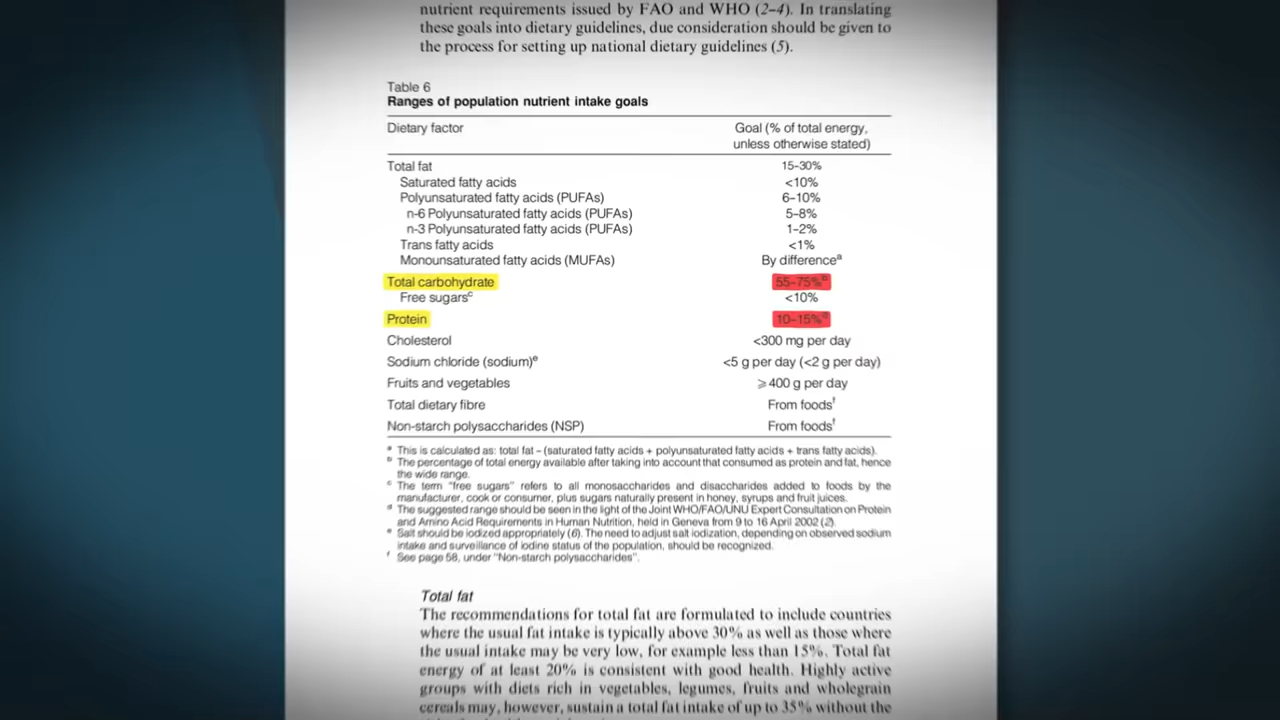 nutrient requirements issued by FAO and WHO (2–4). In translating
these goals into dietary guidelines, due consideration should be given to
the process for setting up national dietary guidelines (5).
Table 6
Ranges of population nutrient intake goals
Dietary factor
Goal (% of total energy,
unless otherwise stated)
Total fat 15–30%
Saturated fatty acids <10%
Polyunsaturated fatty acids (PUFAs) 6–10%
n-6 Polyunsaturated fatty acids (PUFAs) 5–8%
n-3 Polyunsaturated fatty acids (PUFAs) 1–2%
Trans fatty acids <1%
Monounsaturated fatty acids (MUFAs) By differenceᵃ
Total carbohydrate 55–75%ᵇ
Free sugarsᶜ <10%
Protein 10–15%ᵈ
Cholesterol <300 mg per day
Sodium chloride (sodium)ᵉ <5 g per day (<2 g per day)
Fruits and vegetables ⩾400 g per day
Total dietary fibre From foodsᶠ
Non-starch polysaccharides (NSP) From foodsᶠ
ᵃ This is calculated as: total fat – (saturated fatty acids + polyunsaturated fatty acids + trans fatty acids).
ᵇ The percentage of total energy available after taking into account that consumed as protein and fat, hence
the wide range.
ᶜ The term "free sugars" refers to all monosaccharides and disaccharides added to foods by the
manufacturer, cook or consumer, plus sugars naturally present in honey, syrups and fruit juices.
ᵈ The suggested range should be seen in the light of the Joint WHO/FAO/UNU Expert Consultation on Protein
and Amino Acid Requirements in Human Nutrition, held in Geneva from 9 to 16 April 2002 (2).
ᵉ Salt should be iodized appropriately (6). The need to adjust salt iodization, depending on observed sodium
intake and surveillance of iodine status of the population, should be recognized.
ᶠ See page 58, under "Non-starch polysaccharides".
Total fat
The recommendations for total fat are formulated to include countries
where the usual fat intake is typically above 30% as well as those where
the usual intake may be very low, for example less than 15%. Total fat
energy of at least 20% is consistent with good health. Highly active
groups with diets rich in vegetables, legumes, fruits and wholegrain
cereals may, however, sustain a total fat intake of up to 35% without the